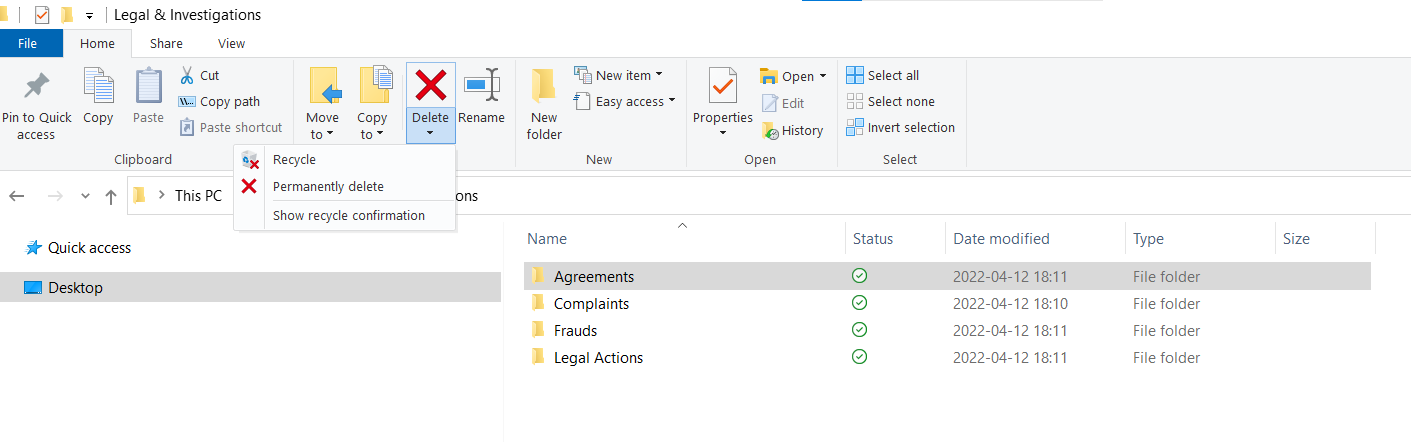 Legal & Investigations
File Home Share View
Pin to Quick access
Copy
Paste
Cut
Copy path
Paste shortcut
Clipboard
Move to
Copy to
Delete
Rename
New folder
New item
Easy access
New
Properties
Open
Edit
History
Open
Select all
Select none
Invert selection
Select
Recycle
Permanently delete
Show recycle confirmation
This PC ons
Quick access
Desktop
Name Status Date modified Type Size
Agreements 2022-04-12 18:11 File folder
Complaints 2022-04-12 18:10 File folder
Frauds 2022-04-12 18:11 File folder
Legal Actions 2022-04-12 18:11 File folder